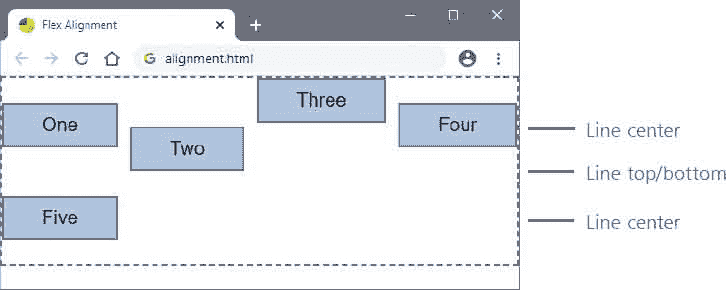 Flex Alignment
alignment.html
Three
One
Four
Two
Five
Line center
Line top/bottom
Line center